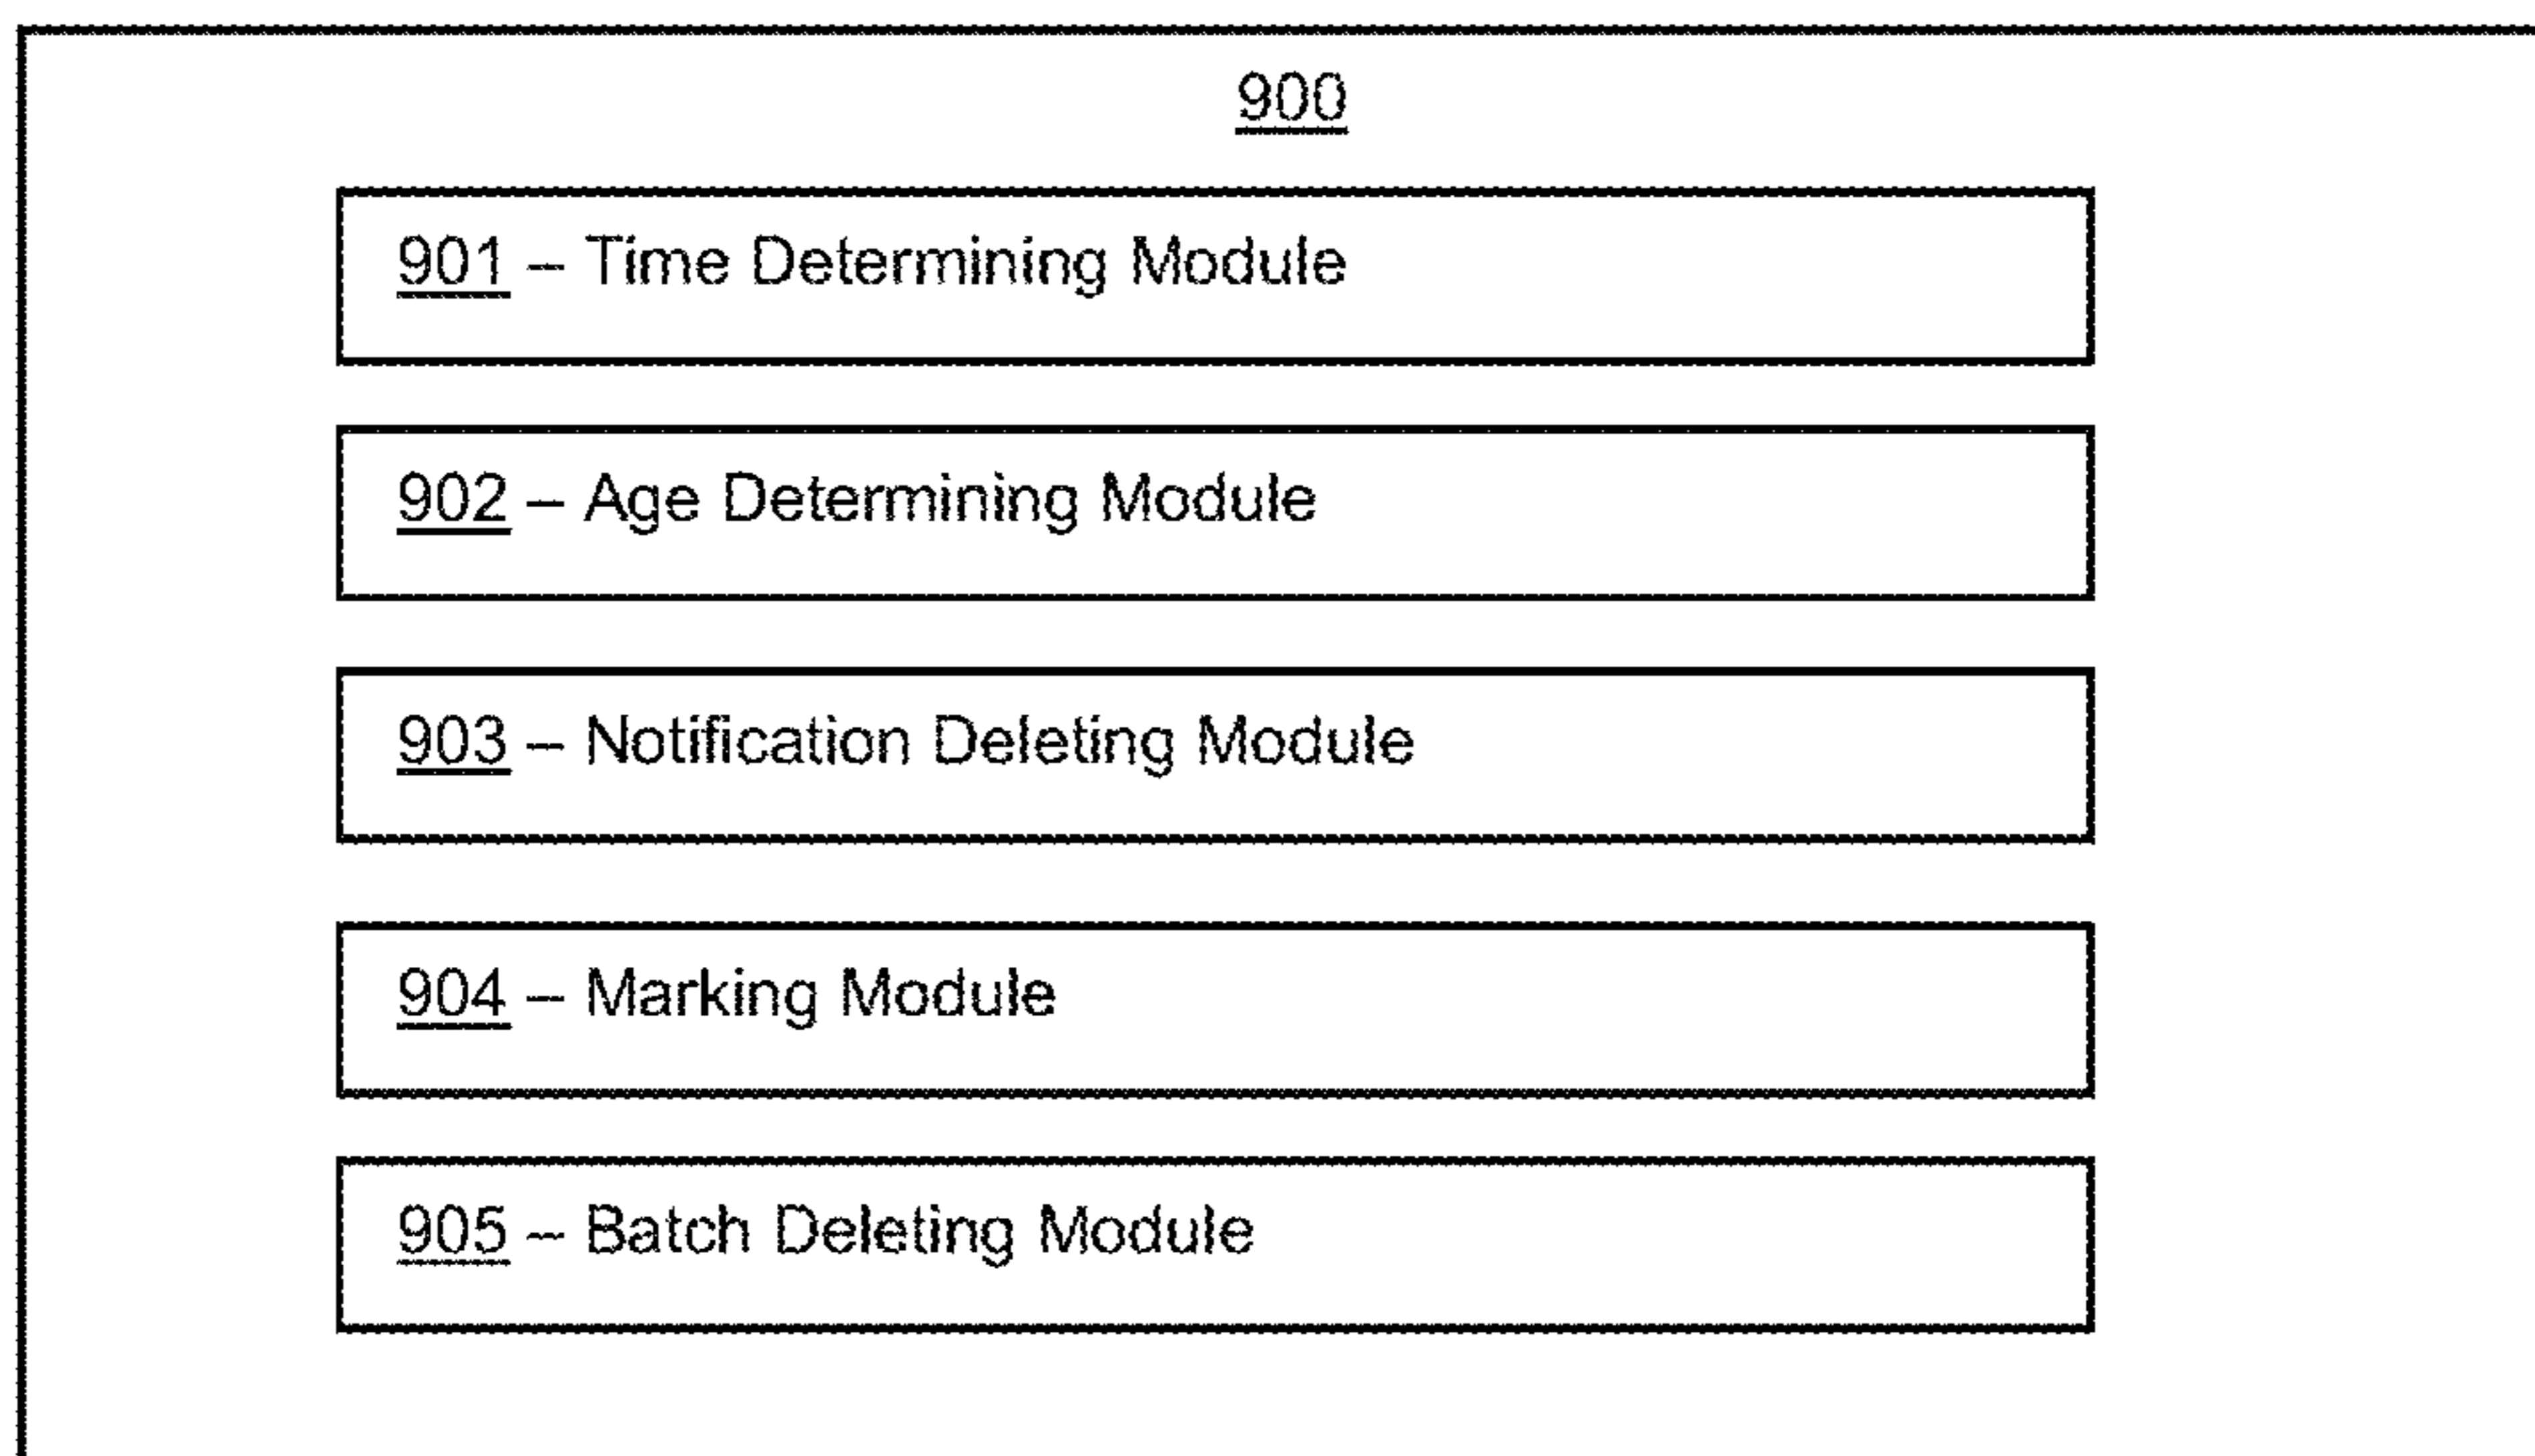 900
901 – Time Determining Module
902 – Age Determining Module
903 – Notification Deleting Module
904 – Marking Module
905 – Batch Deleting Module